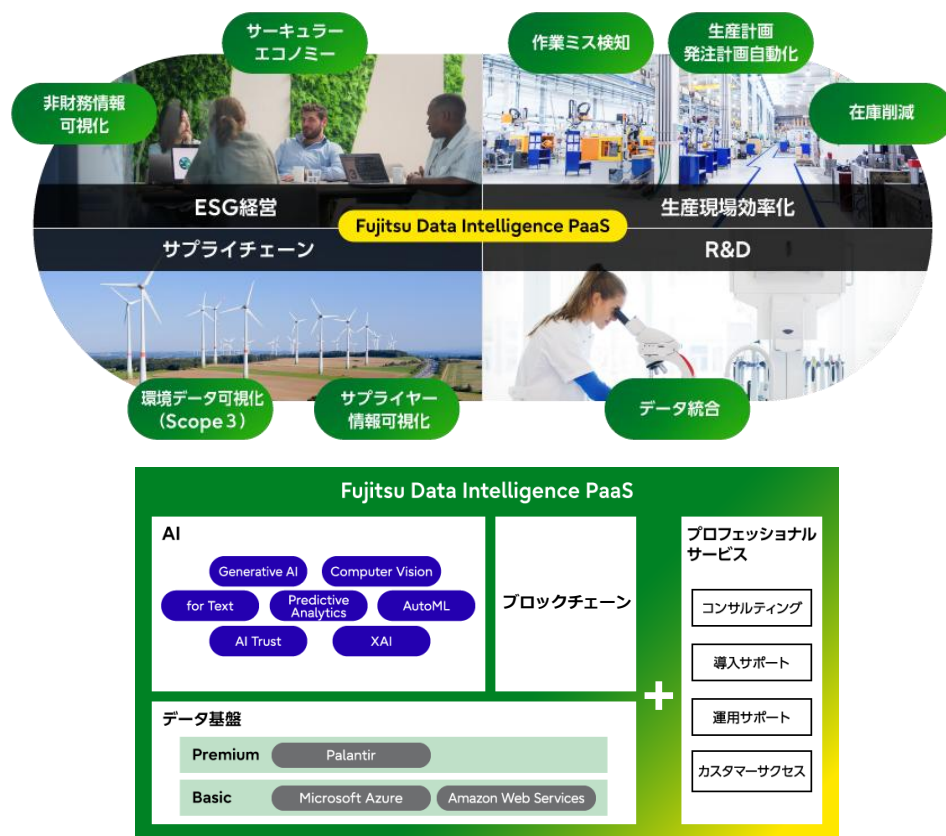 サーキュラー
エコノミー
作業ミス検知
生産計画
発注計画自動化
非財務情報
可視化
在庫削減
ESG経営
生産現場効率化
Fujitsu Data Intelligence PaaS
サプライチェーン
R&D
環境データ可視化
（Scope３）
サプライヤー
情報可視化
データ統合
Fujitsu Data Intelligence PaaS
AI
Generative AI
Computer Vision
for Text
Predictive
Analytics
AutoML
AI Trust
XAI
ブロックチェーン
データ基盤
Premium
Palantir
Basic
Microsoft Azure
Amazon Web Services
+
プロフェッショナル
サービス
コンサルティング
導入サポート
運用サポート
カスタマーサクセス